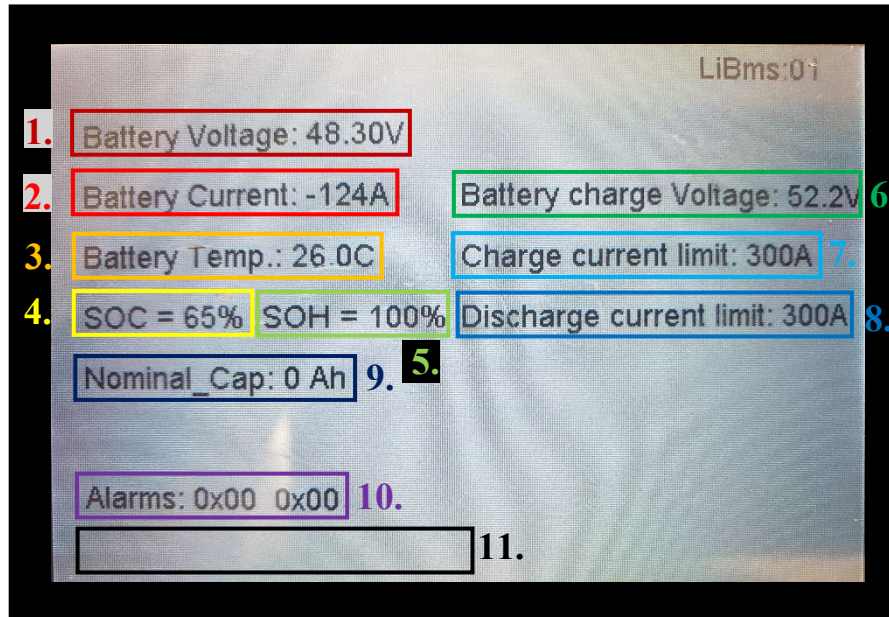 LiBms:01
1. Battery Voltage: 48.30V
2. Battery Current: -124A Battery charge Voltage: 52.2V 6
3. Battery Temp.: 26.0C Charge current limit: 300A 7.
4. SOC = 65% SOH = 100% Discharge current limit: 300A 8.
5.
Nominal_Cap: 0 Ah 9.
Alarms: 0x00 0x00 10.
11.